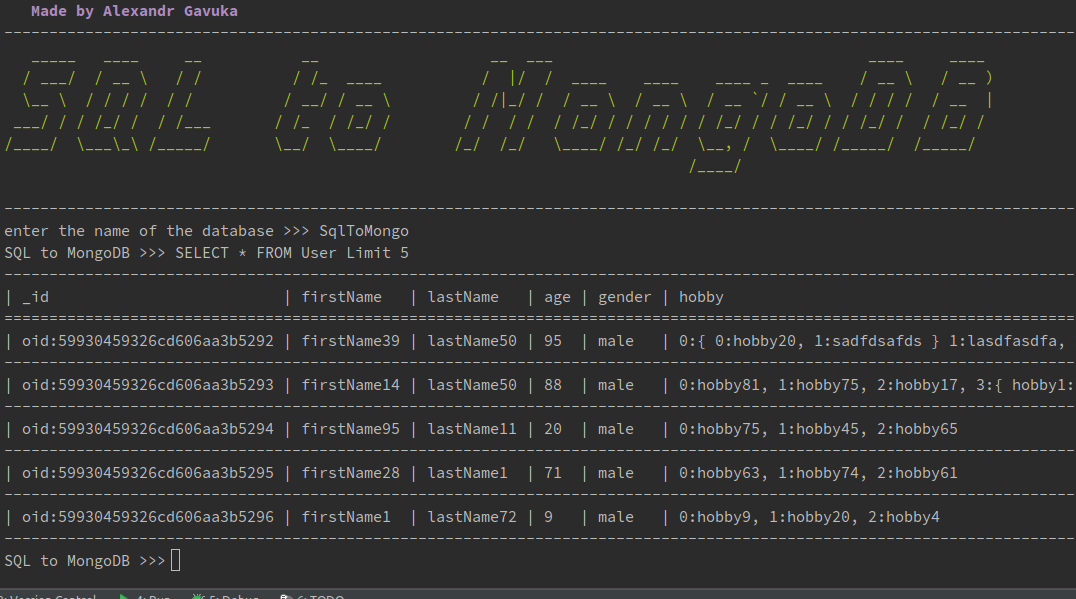 Made by Alexandr Gavuka
SQL to MongoDB
enter the name of the database >>> SqlToMongo
SQL to MongoDB >>> SELECT * FROM User Limit 5
| _id | firstName | lastName | age | gender | hobby
| oid:59930459326cd606aa3b5292 | firstName39 | lastName50 | 95 | male | 0:{ 0:hobby20, 1:sadfdsafds } 1:lasdfasdfa,
| oid:59930459326cd606aa3b5293 | firstName14 | lastName50 | 88 | male | 0:hobby81, 1:hobby75, 2:hobby17, 3:{ hobby1:
| oid:59930459326cd606aa3b5294 | firstName95 | lastName11 | 20 | male | 0:hobby75, 1:hobby45, 2:hobby65
| oid:59930459326cd606aa3b5295 | firstName28 | lastName1 | 71 | male | 0:hobby63, 1:hobby74, 2:hobby61
| oid:59930459326cd606aa3b5296 | firstName1 | lastName72 | 9 | male | 0:hobby9, 1:hobby20, 2:hobby4
SQL to MongoDB >>>
Version Control 4: Run 5: Debug 6: TODO